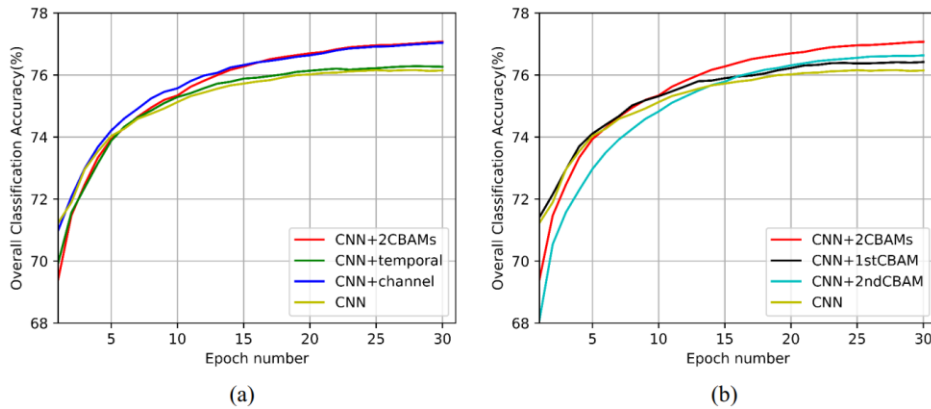 78
76
74
72
70
68
Overall Classification Accuracy(%)
CNN+2CBAMs
CNN+temporal
CNN+channel
CNN
5 10 15 20 25 30
Epoch number
(a)
78
76
74
72
70
68
Overall Classification Accuracy(%)
CNN+2CBAMs
CNN+1stCBAM
CNN+2ndCBAM
CNN
5 10 15 20 25 30
Epoch number
(b)